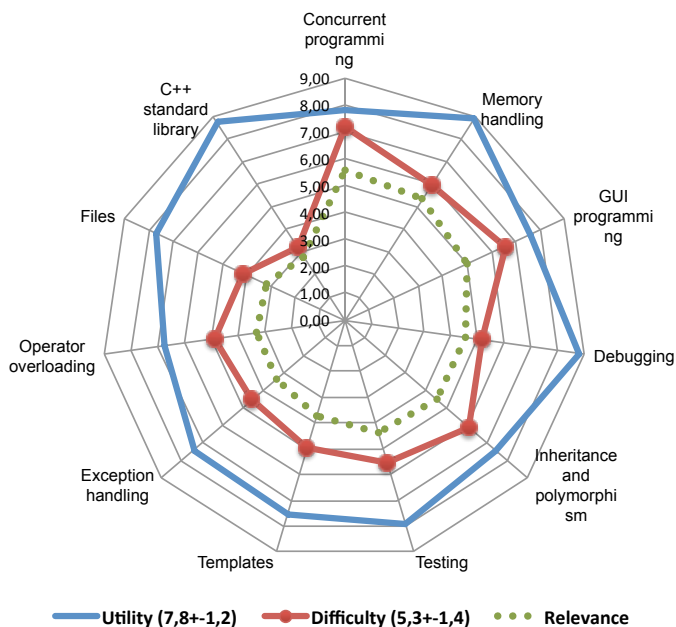 Concurrent
programmi
ng
C++
standard
library
Memory
handling
GUI
programmi
ng
Files
9,00
8,00
7,00
6,00
5,00
4,00
3,00
2,00
1,00
0,00
Operator
overloading
Debugging
Exception
handling
Inheritance
and
polymorphi
sm
Templates
Testing
Utility (7,8+-1,2) Difficulty (5,3+-1,4) Relevance